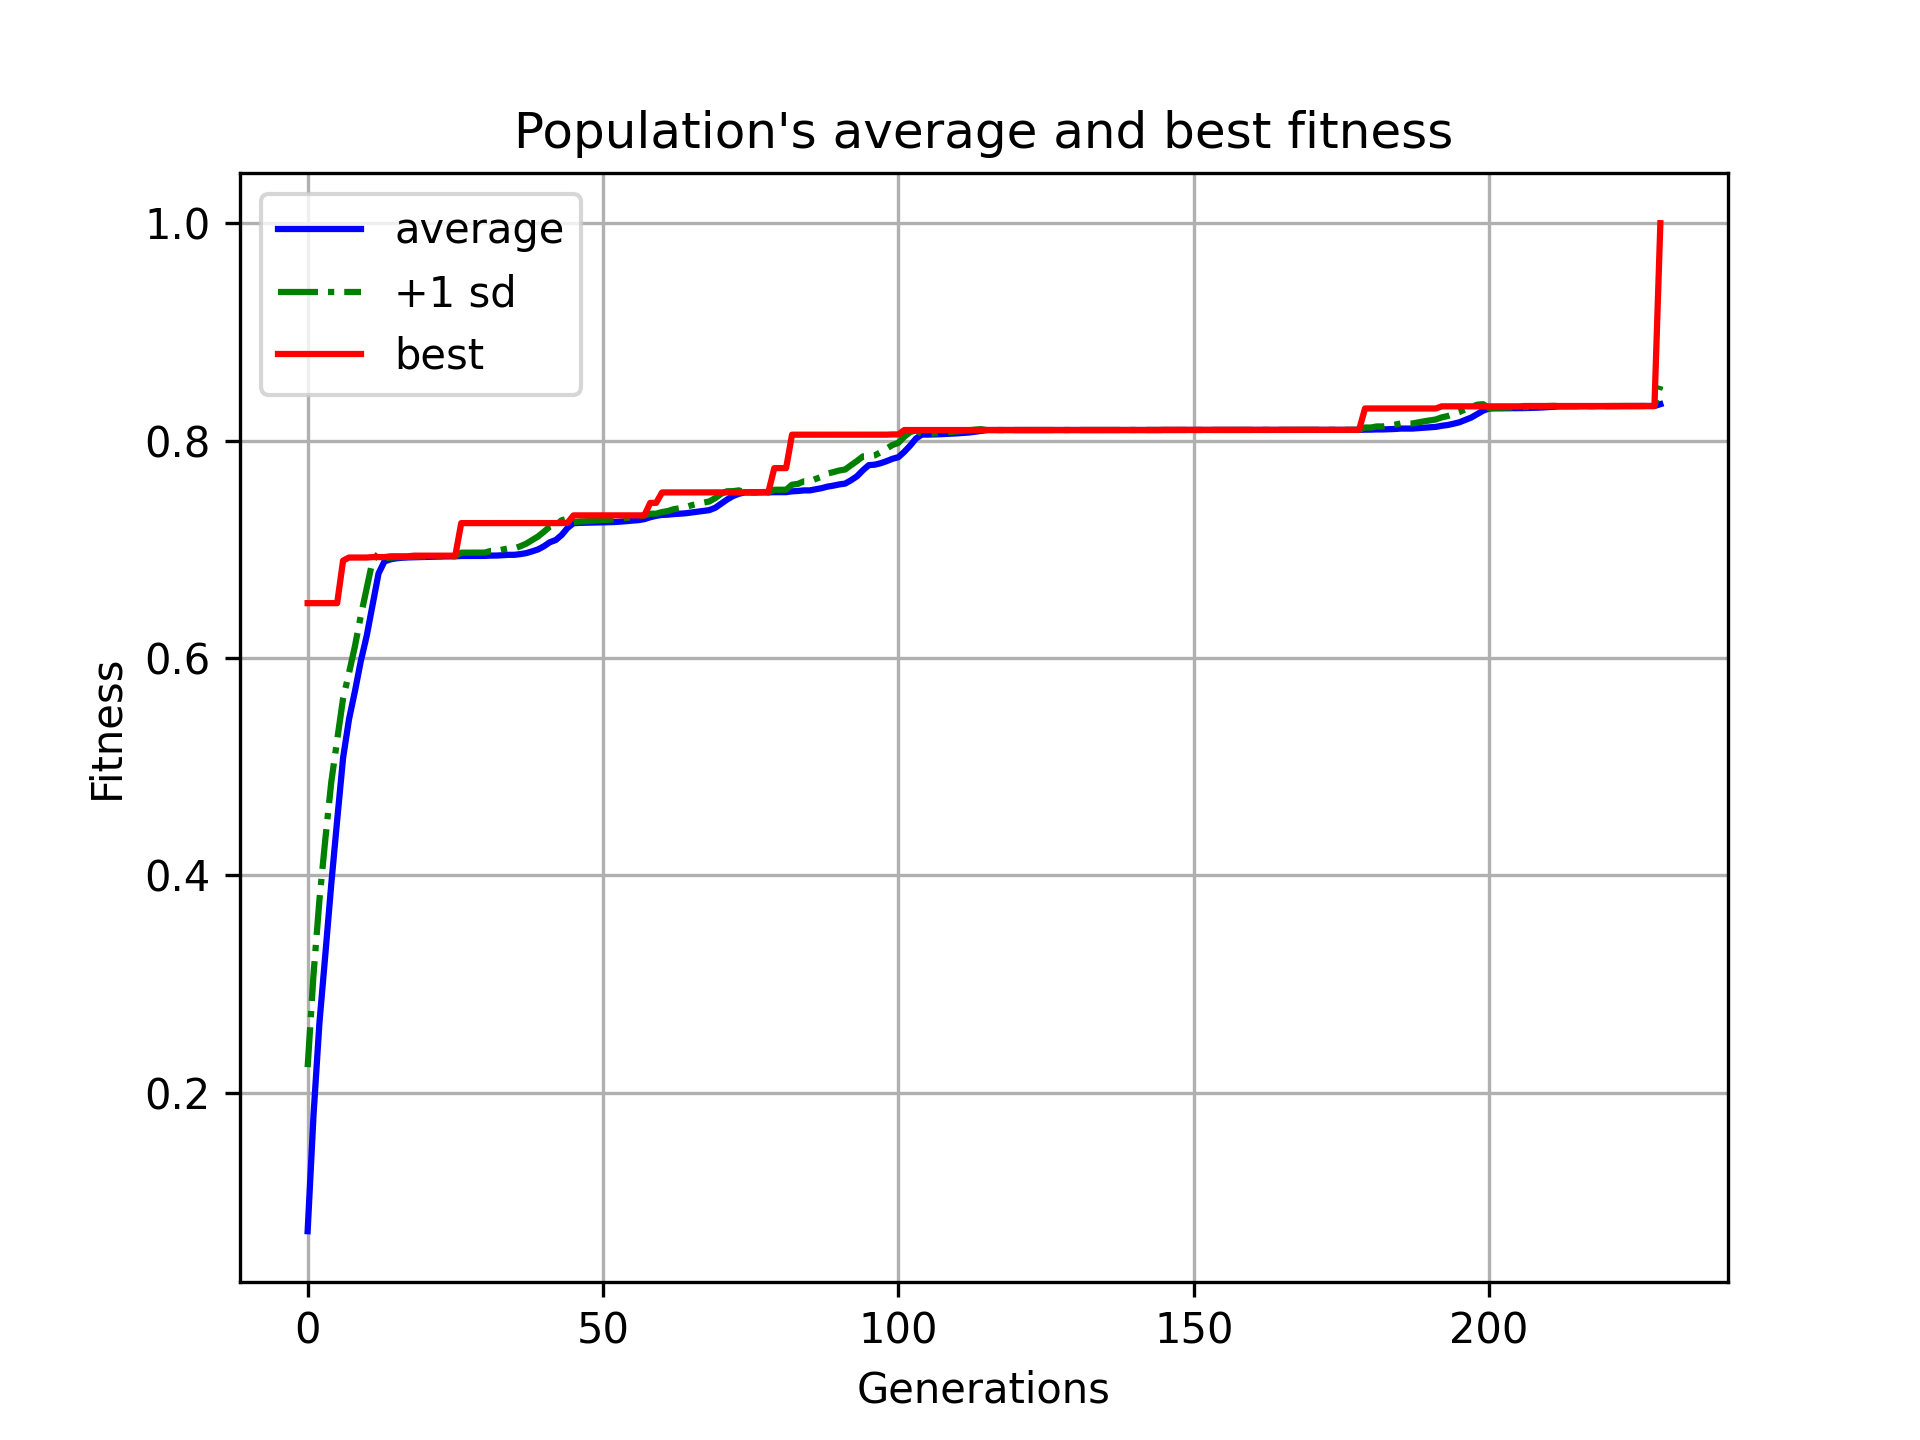 Population's average and best fitness
average
+1 sd
best
1.0
0.8
0.6
0.4
0.2
Fitness
0 50 100 150 200
Generations